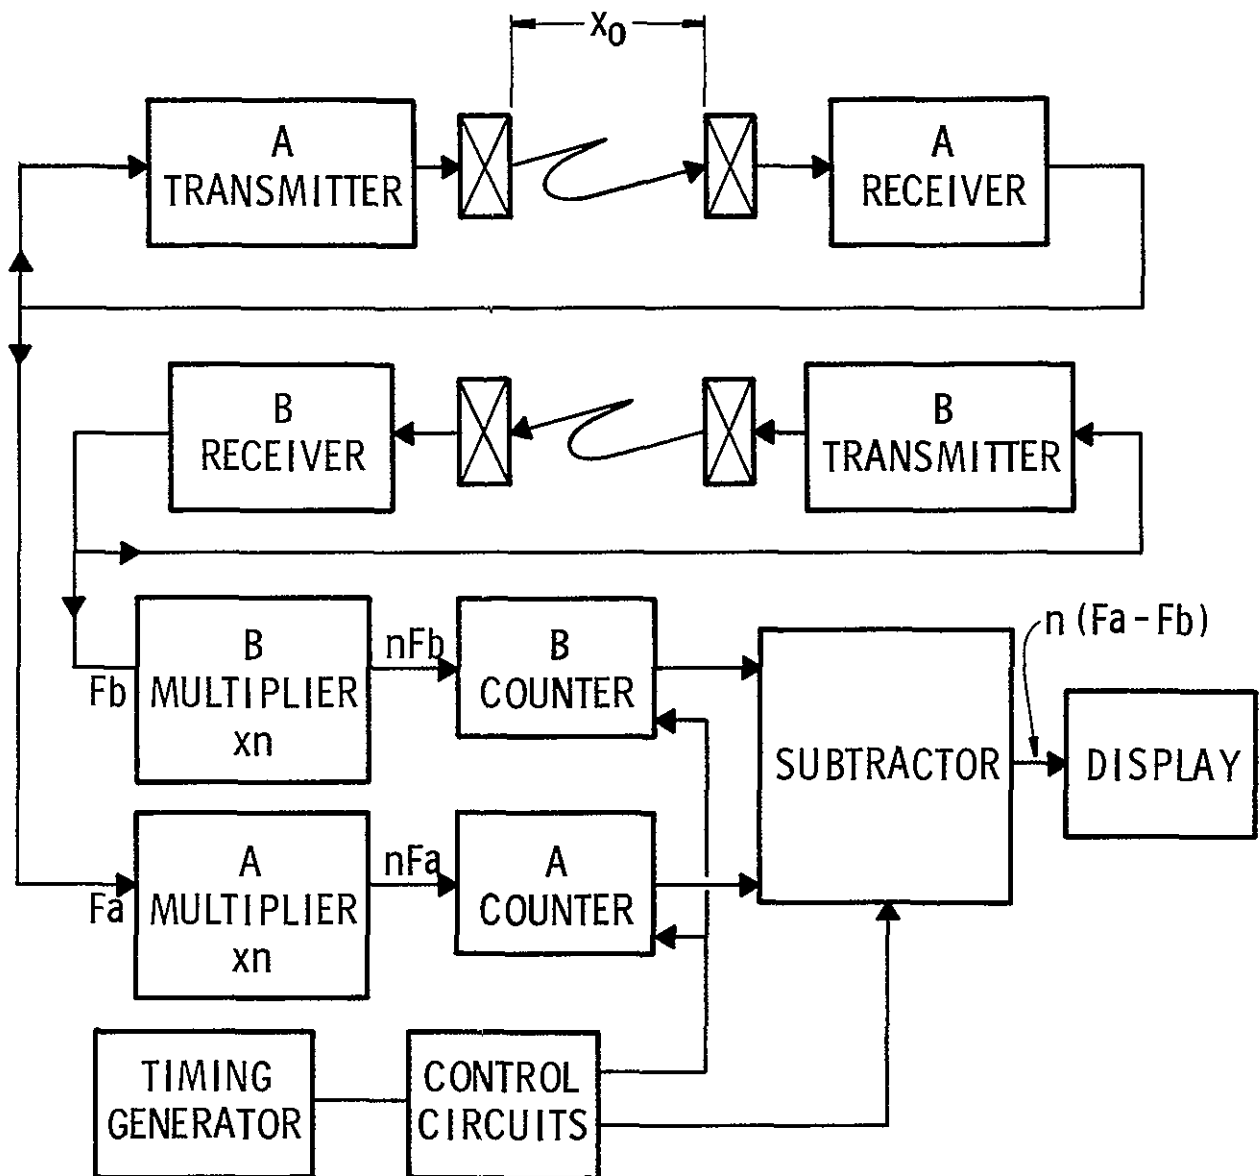 X0
A
TRANSMITTER
A
RECEIVER
B
RECEIVER
B
TRANSMITTER
Fb
B
MULTIPLIER
xn
nFb
B
COUNTER
SUBTRACTOR
n (Fa - Fb)
DISPLAY
Fa
A
MULTIPLIER
xn
nFa
A
COUNTER
TIMING
GENERATOR
CONTROL
CIRCUITS